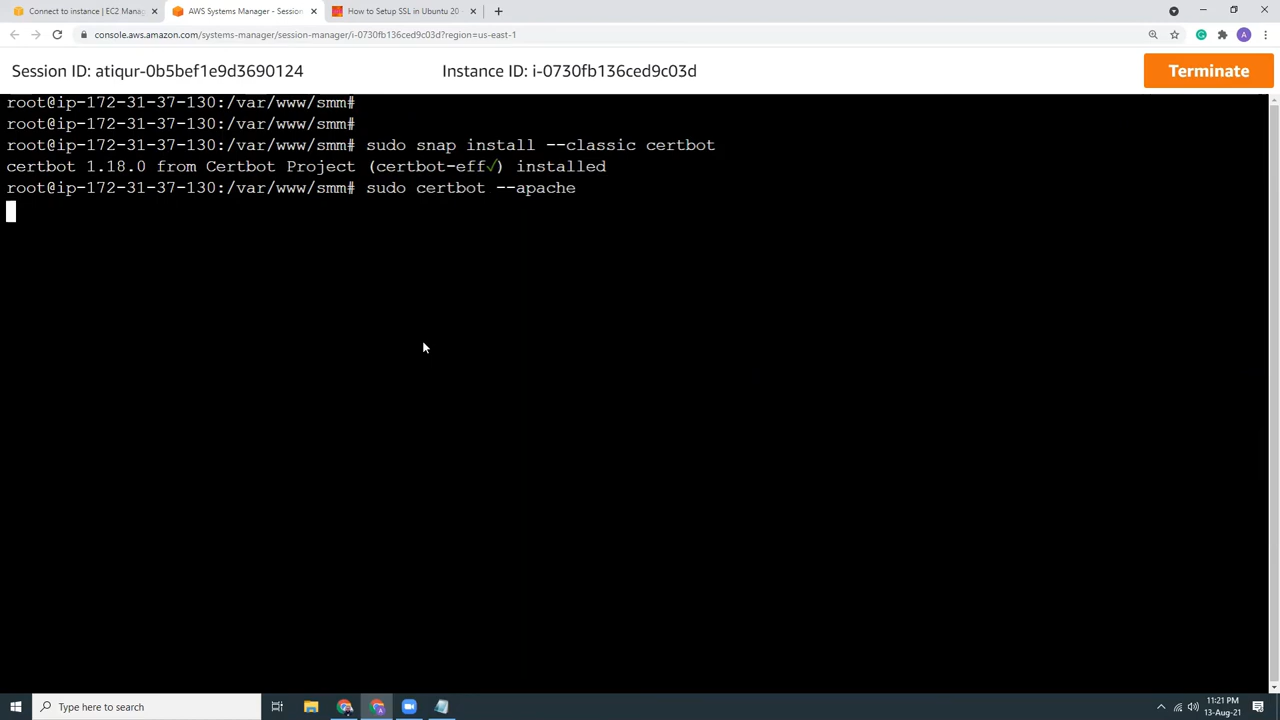 Connect to instance | EC2 Manag
AWS Systems Manager - Session
How to Setup SSL in Ubuntu 20
console.aws.amazon.com/systems-manager/session-manager/i-0730fb136ced9c03d?region=us-east-1
A
Session ID: atiqur-0b5bef1e9d3690124
Instance ID: i-0730fb136ced9c03d
Terminate
root@ip-172-31-37-130:/var/www/smm#
root@ip-172-31-37-130:/var/www/smm#
root@ip-172-31-37-130:/var/www/smm# sudo snap install --classic certbot
certbot 1.18.0 from Certbot Project (certbot-eff✓) installed
root@ip-172-31-37-130:/var/www/smm# sudo certbot --apache
Type here to search
11:21 PM
13-Aug-21